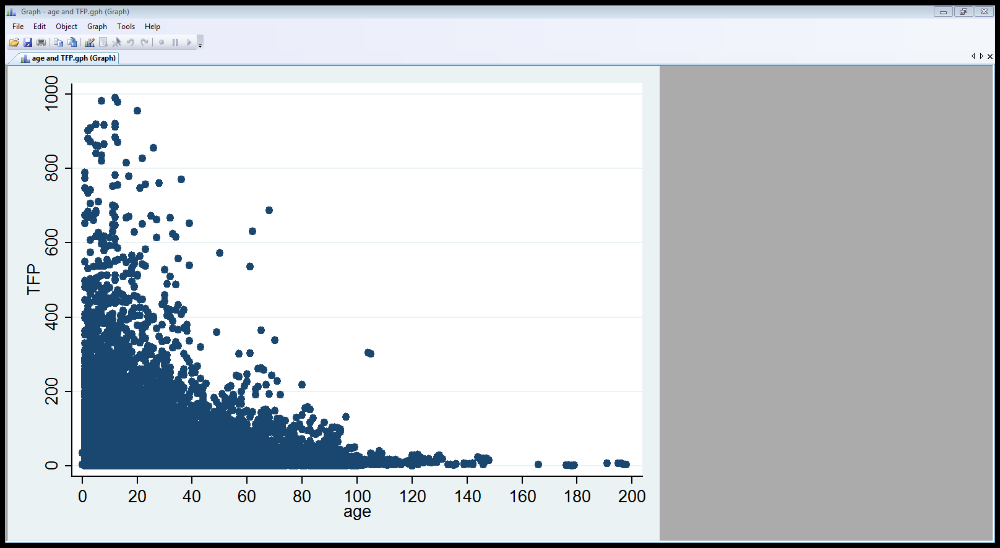 Graph - age and TFP.gph (Graph)
File Edit Object Graph Tools Help
age and TFP.gph (Graph)
1000
800
600
400
200
0
TFP
0 20 40 60 80 100 120 140 160 180 200
age